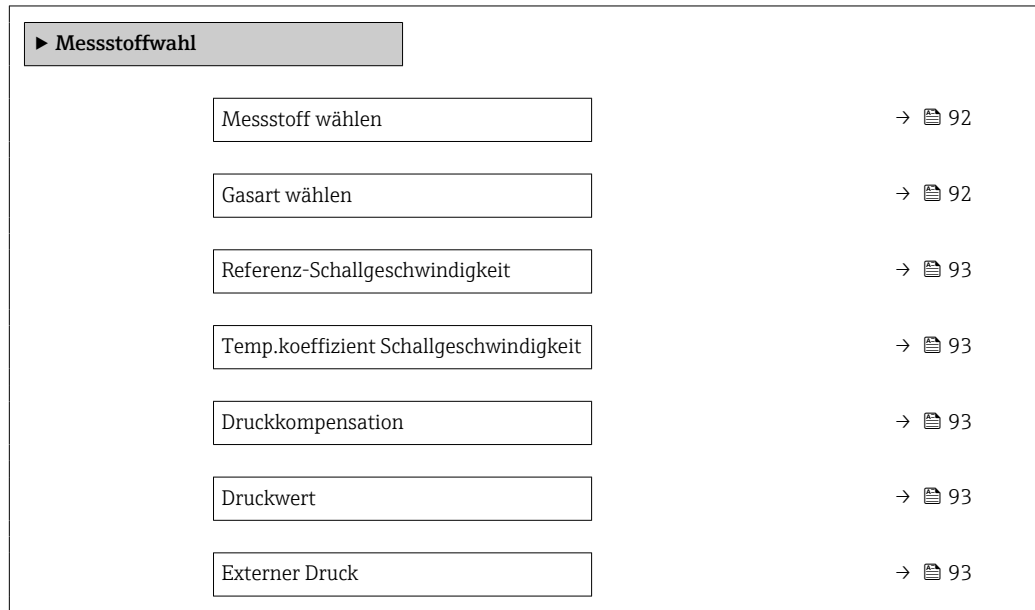 ▶ Messstoffwahl
Messstoff wählen → 92
Gasart wählen → 92
Referenz-Schallgeschwindigkeit → 93
Temp.koeffizient Schallgeschwindigkeit → 93
Druckkompensation → 93
Druckwert → 93
Externer Druck → 93